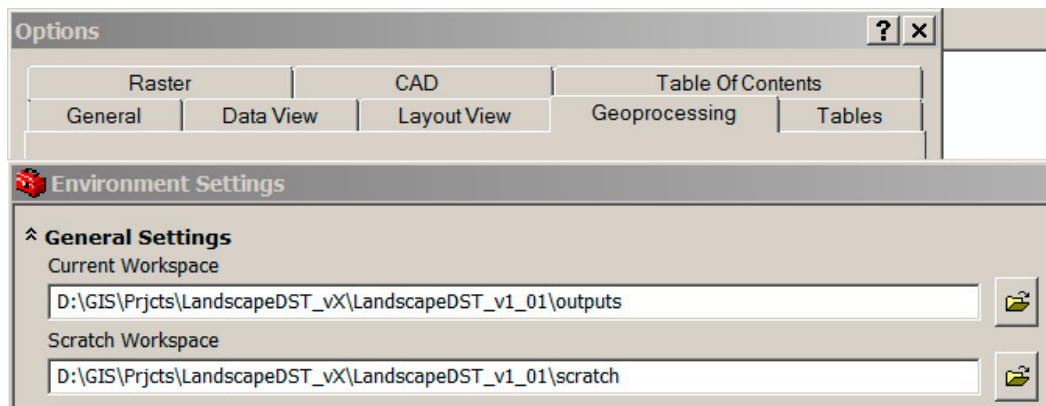 Options
? ×
Raster CAD Table Of Contents
General Data View Layout View Geoprocessing Tables
Environment Settings
General Settings
Current Workspace
D:\GIS\Prjcts\LandscapeDST_vX\LandscapeDST_v1_01\outputs
Scratch Workspace
D:\GIS\Prjcts\LandscapeDST_vX\LandscapeDST_v1_01\scratch